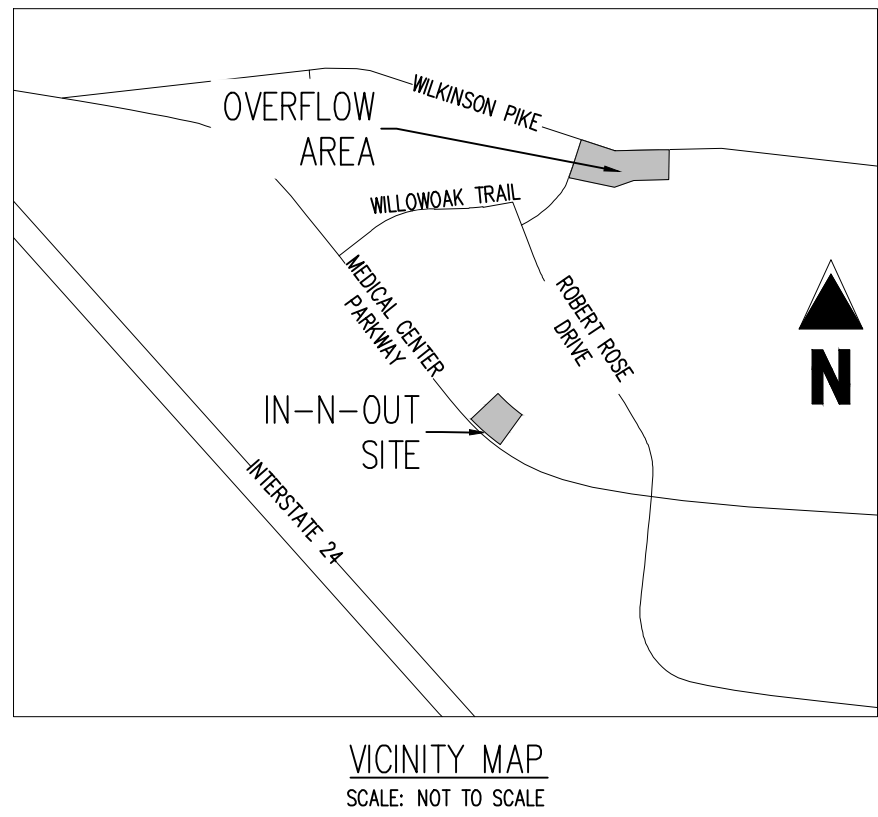 WILKINSON PIKE
OVERFLOW
AREA
WILLOWOAK TRAIL
MEDICAL CENTER
PARKWAY
ROBERT ROSE
DRIVE
N
IN-N-OUT
SITE
INTERSTATE 24
VICINITY MAP
SCALE: NOT TO SCALE